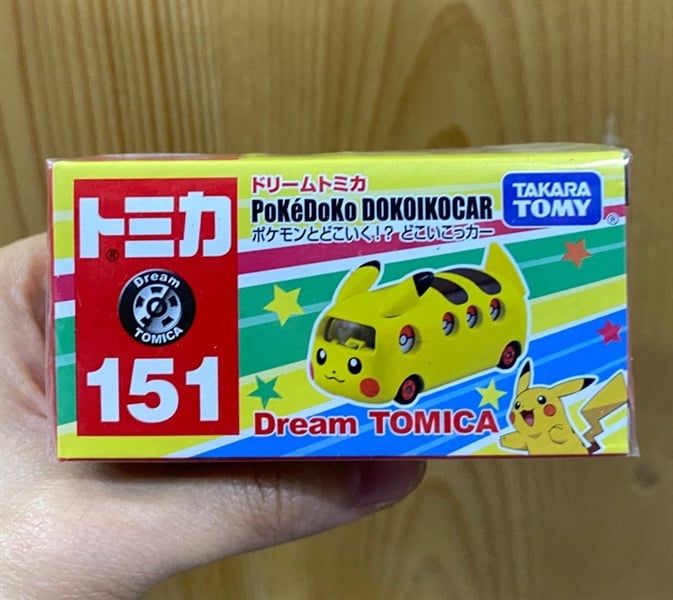 トミカ
®
Dream
TOMICA
151
ドリームトミカ
PoKéDoKo DOKOIKOCAR
ポケモンとどこいく!? どこいこっカー
TAKARA
TOMY®
Dream TOMICA